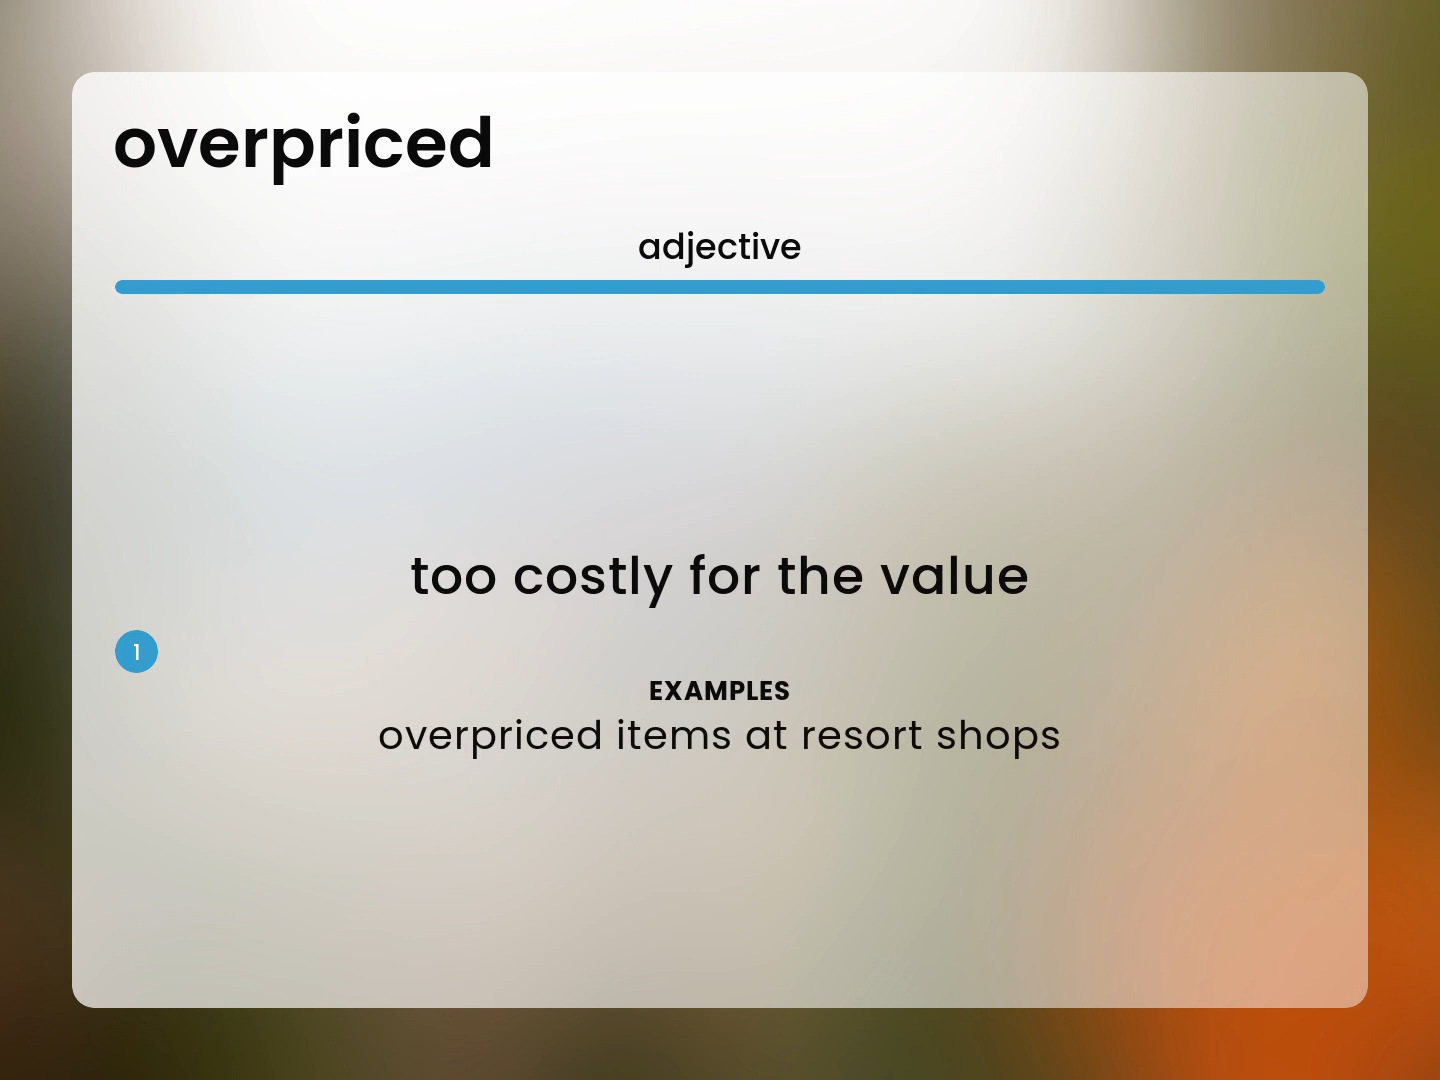 overpriced
adjective
too costly for the value
1
EXAMPLES
overpriced items at resort shops